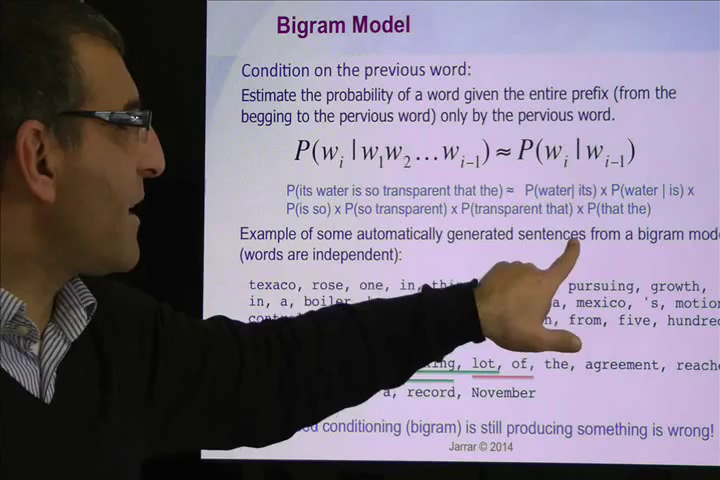 Bigram Model
Condition on the previous word:
Estimate the probability of a word given the entire prefix (from the
begging to the pervious word) only by the pervious word.
P(wᵢ | w₁w₂…wᵢ₋₁) ≈ P(wᵢ | wᵢ₋₁)
P(its water is so transparent that the) ≈ P(water| its) x P(water | is) x
P(is so) x P(so transparent) x P(transparent that) x P(that the)
Example of some automatically generated sentences from a bigram
(words are independent):
texaco, rose, one, in, pursuing, growth,
in, a, boiler, a, mexico, 's,
from, five,
lot, of, the, agreement,
a, record, November
conditioning (bigram) is still producing something is wrong!
Jarrar © 2014